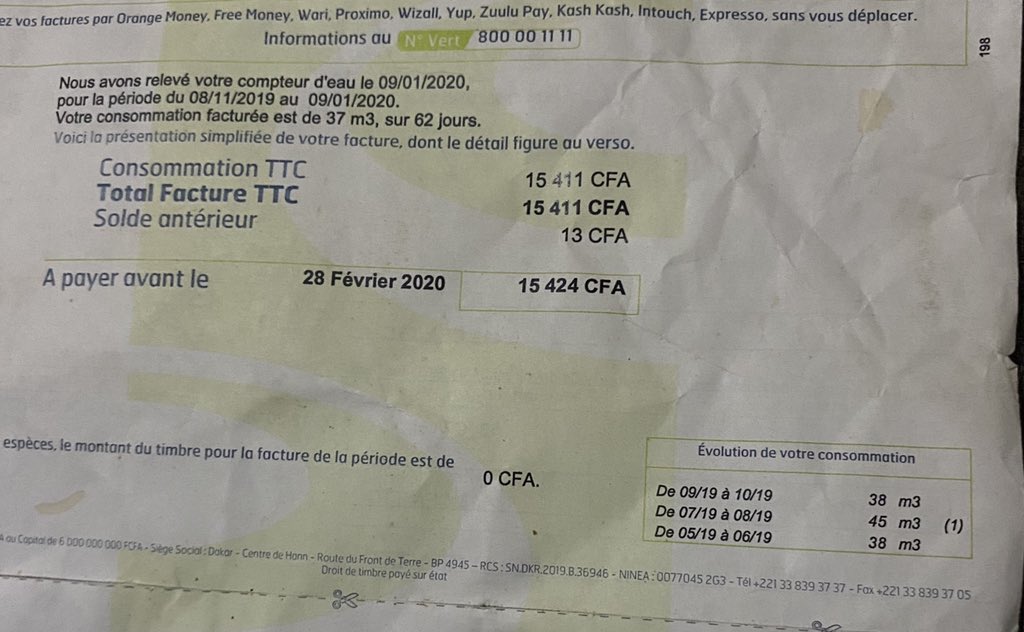 ez vos factures par Orange Money, Free Money, Wari, Proximo, Wizall, Yup, Zuulu Pay, Kash Kash, Intouch, Expresso, sans vous déplacer.
Informations au N° Vert 800 00 11 11
198
Nous avons relevé votre compteur d'eau le 09/01/2020,
pour la période du 08/11/2019 au 09/01/2020.
Votre consommation facturée est de 37 m3, sur 62 jours.
Voici la présentation simplifiée de votre facture, dont le détail figure au verso.
Consommation TTC 15 411 CFA
Total Facture TTC 15 411 CFA
Solde antérieur 13 CFA
A payer avant le 28 Février 2020 15 424 CFA
espèces, le montant du timbre pour la facture de la période est de 0 CFA.
Évolution de votre consommation
De 09/19 à 10/19 38 m3
De 07/19 à 08/19 45 m3 (1)
De 05/19 à 06/19 38 m3
A au Capital de 6 000 000 000 FCFA - Siège Social : Dakar - Centre de Hann - Route du Front de Terre - BP 4945 - RCS : SN.DKR.2019.B.36946 - NINEA : 0077045 2G3 - Tél +221 33 839 37 37 - Fax +221 33 839 37 05
Droit de timbre payé sur état